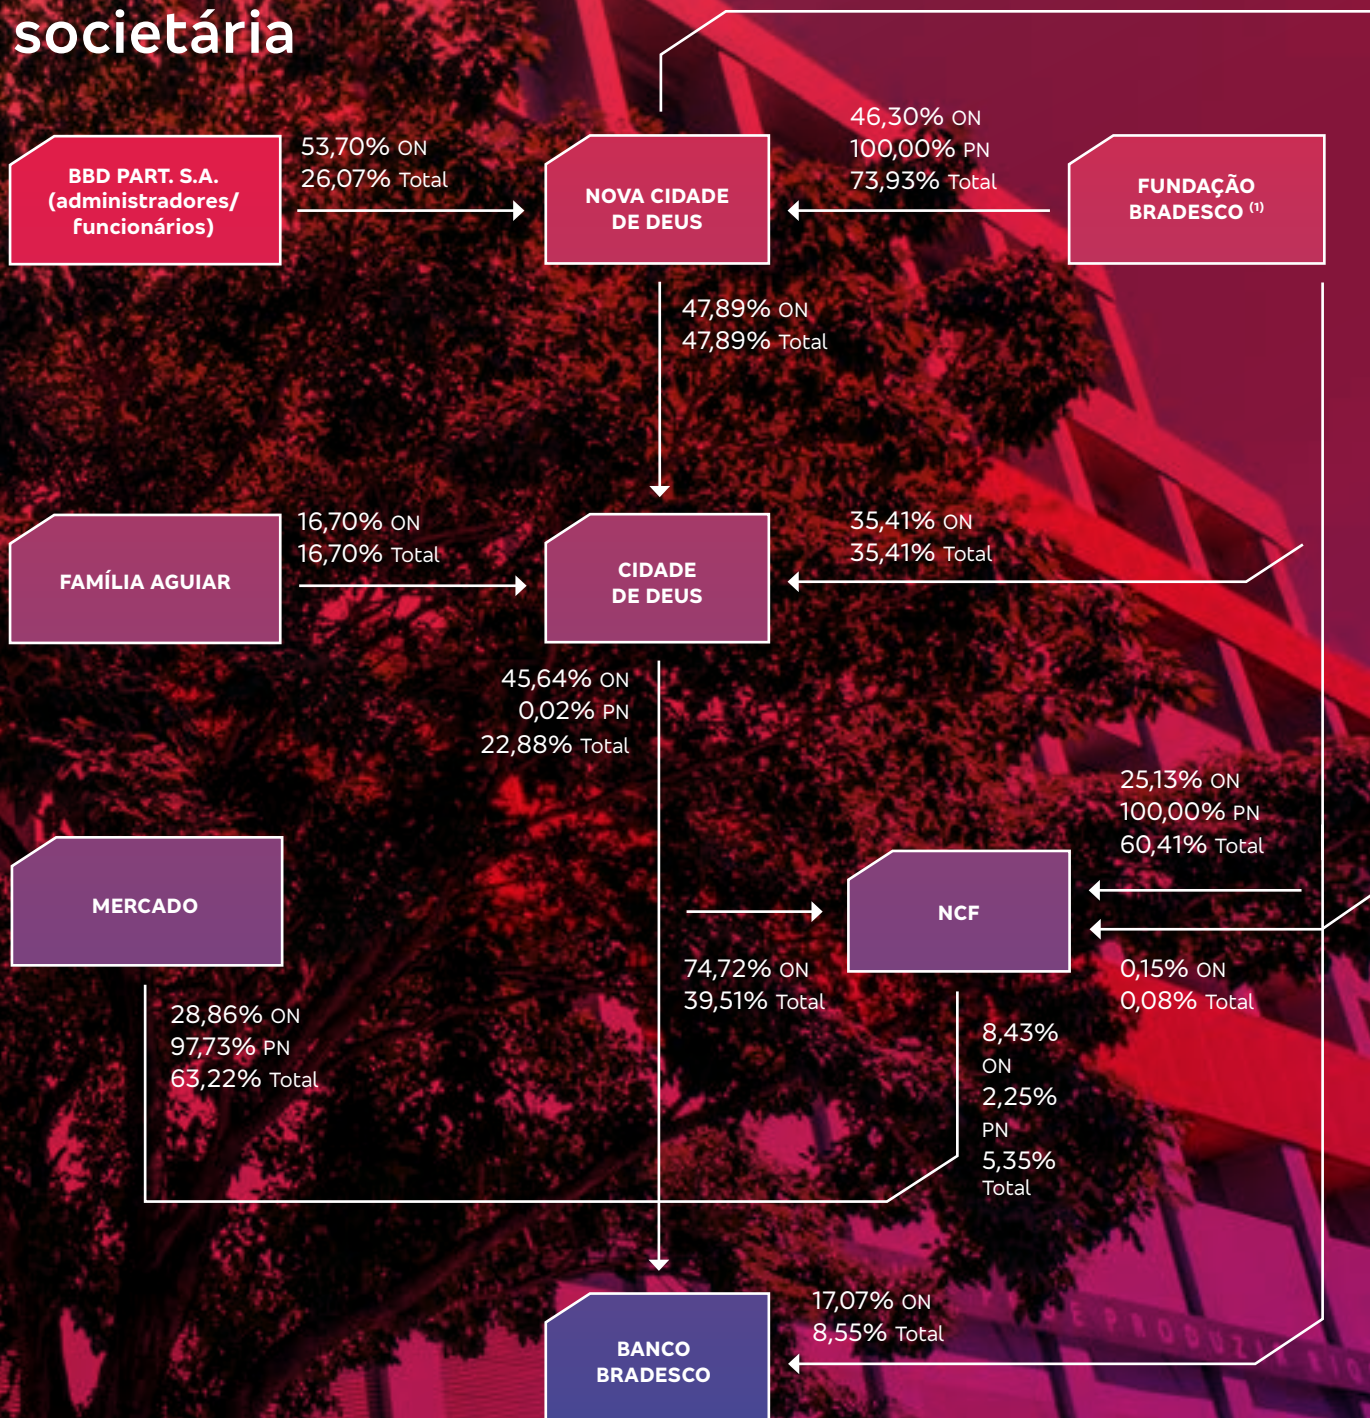 societária
BBD PART. S.A.
(administradores/
funcionários)
53,70% ON
26,07% Total
NOVA CIDADE
DE DEUS
46,30% ON
100,00% PN
73,93% Total
FUNDAÇÃO
BRADESCO (1)
47,89% ON
47,89% Total
FAMÍLIA AGUIAR
16,70% ON
16,70% Total
CIDADE
DE DEUS
35,41% ON
35,41% Total
45,64% ON
0,02% PN
22,88% Total
MERCADO
28,86% ON
97,73% PN
63,22% Total
74,72% ON
39,51% Total
NCF
25,13% ON
100,00% PN
60,41% Total
0,15% ON
0,08% Total
8,43%
ON
2,25%
PN
5,35%
Total
BANCO
BRADESCO
17,07% ON
8,55% Total
E PRODUZIR